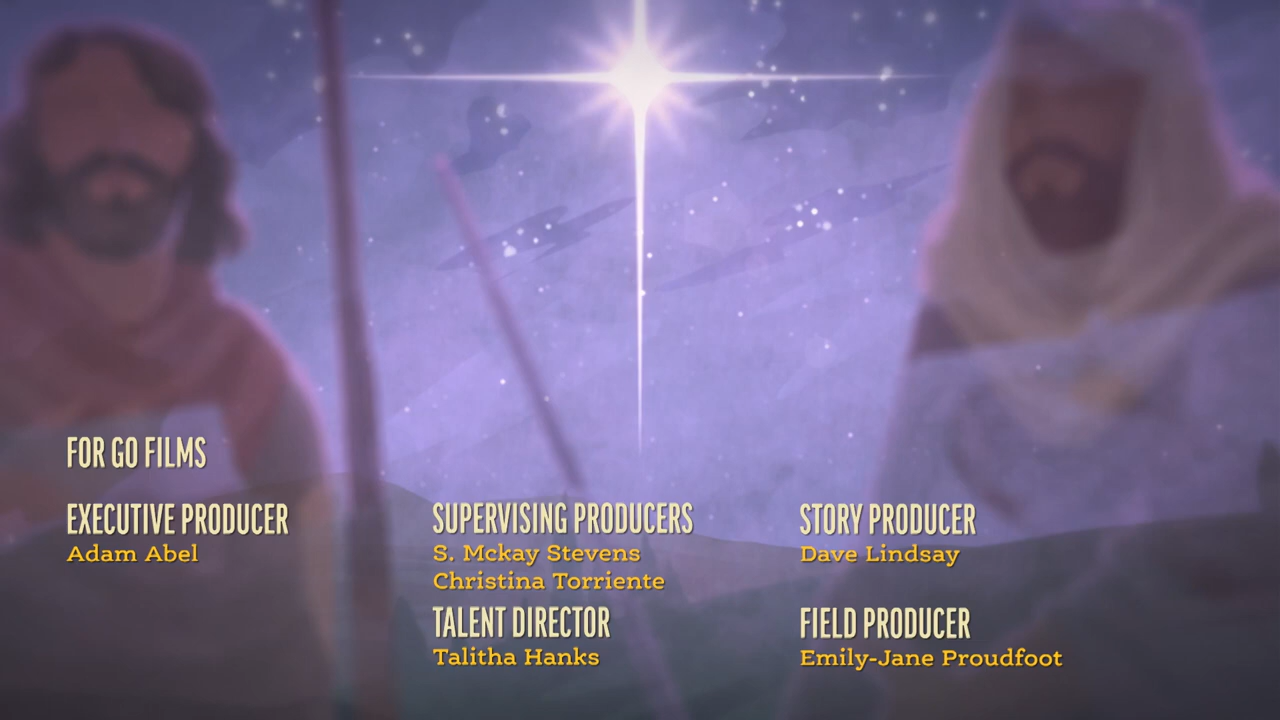 FOR GO FILMS
EXECUTIVE PRODUCER
Adam Abel
SUPERVISING PRODUCERS
S. Mckay Stevens
Christina Torriente
TALENT DIRECTOR
Talitha Hanks
STORY PRODUCER
Dave Lindsay
FIELD PRODUCER
Emily-Jane Proudfoot